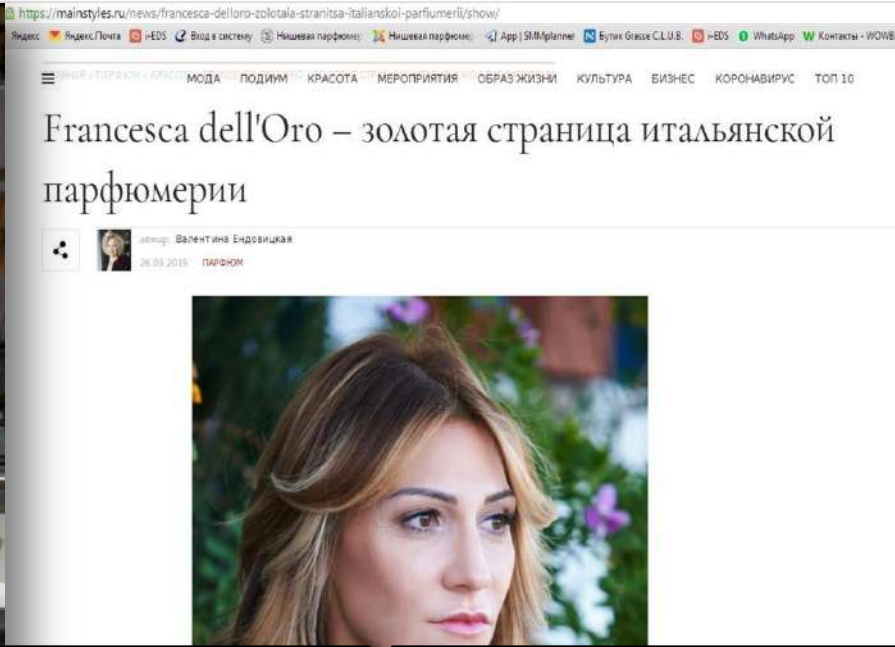 https://mainstyles.ru/news/francesca-delloro-zolotaia-stranitsa-italianskoi-parfiumerii/show/
Яндекс Яндекс.Почта i-EDS Вход в систему Нишевая парфюме Нишевая парфюме App | SMMplanner Бутик Grasse C.L.U.B. i-EDS WhatsApp Контакты - WOWB
МОДА ПОДИУМ КРАСОТА МЕРОПРИЯТИЯ ОБРАЗ ЖИЗНИ КУЛЬТУРА БИЗНЕС КОРОНАВИРУС ТОП 10
Francesca dell'Oro – золотая страница итальянской
парфюмерии
автор: Валентина Ендовицкая
26.09.2019 ПАРФЮМ